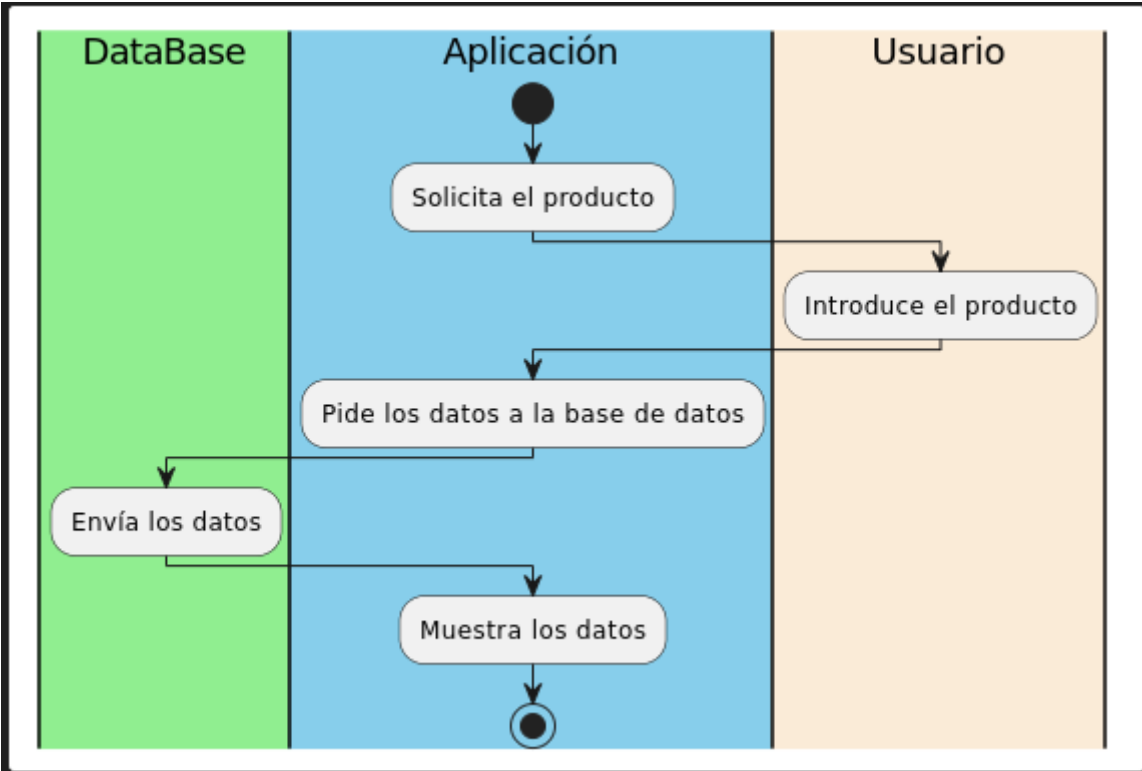 DataBase
Aplicación
Usuario
Solicita el producto
Introduce el producto
Pide los datos a la base de datos
Envía los datos
Muestra los datos